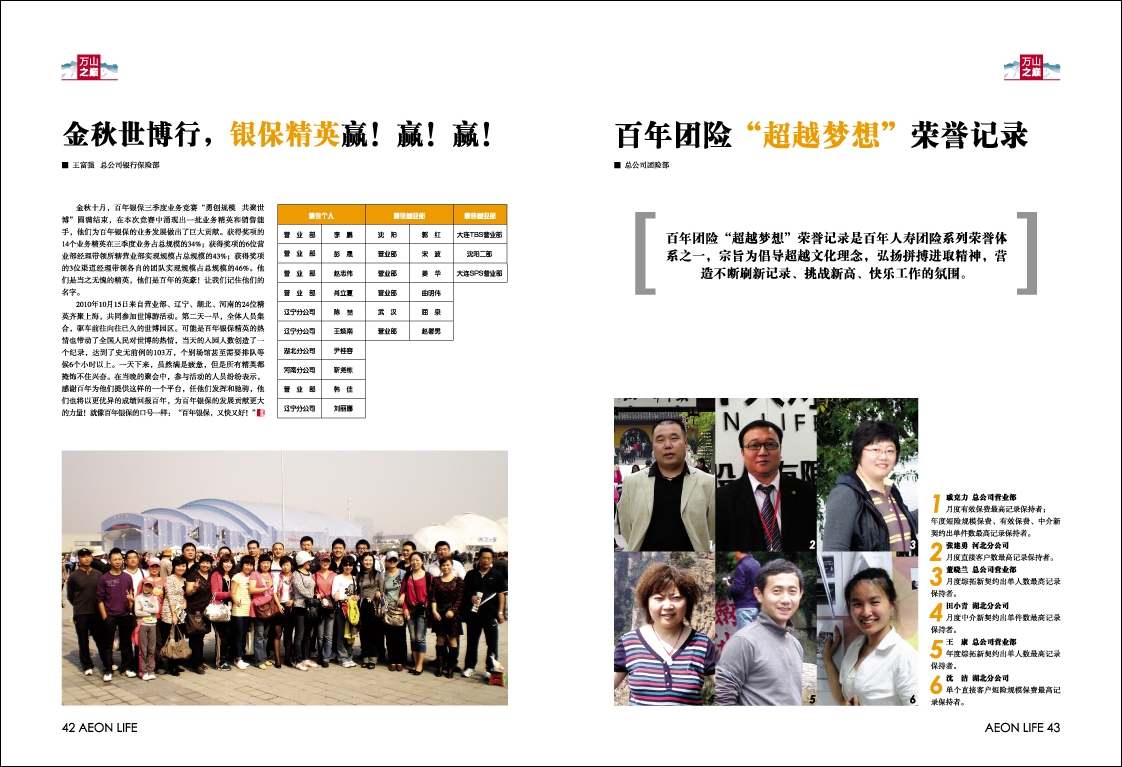 万山
之巅
金秋世博行，银保精英赢！赢！赢！
■ 王富强 总公司银行保险部
金秋十月，百年银保三季度业务竞赛“勇创规模 共聚世
博”圆满结束，在本次竞赛中涌现出一批业务精英和销售能
手，他们为百年银保的业务发展做出了巨大贡献。获得奖项的
14个业务精英在三季度业务占总规模的34%；获得奖项的6位营
业部经理带领所辖营业部实现规模占总规模的43%；获得奖项
的3位渠道经理带领各自的团队实现规模占总规模的46%。他
们是当之无愧的精英，他们是百年的英豪！让我们记住他们的
名字。
2010年10月15日来自营业部、辽宁、湖北、河南的24位精
英齐聚上海，共同参加世博游活动。第二天一早，全体人员集
合，驱车前往向往已久的世博园区。可能是百年银保精英的热
情也带动了全国人民对世博的热情，当天的入园人数创造了一
个纪录，达到了史无前例的103万，个别场馆甚至需要排队等
候6个小时以上。一天下来，虽然满是疲惫，但是所有精英都
掩饰不住兴奋。在当晚的聚会中，参与活动的人员纷纷表示，
感谢百年为他们提供这样的一个平台，任他们发挥和驰骋，他
们也将以更优异的成绩回报百年，为百年银保的发展贡献更大
的力量！就像百年银保的口号一样：“百年银保，又快又好！”
最佳个人
营 业 部 李 鹏 沈 阳 郭 红 大连TBS营业部
营 业 部 彭 晨 营业部 宋 波 沈阳二部
营 业 部 赵志伟 营业部 姜 华 大连SPS营业部
营 业 部 肖立夏 营业部 曲明伟
辽宁分公司 陈 喆 武 汉 田 泉
辽宁分公司 王焕南 营业部 赵馨男
湖北分公司 尹桂容
河南分公司 靳尧栋
营 业 部 韩 佳
辽宁分公司 刘丽娜
42 AEON LIFE
万山
之巅
百年团险“超越梦想”荣誉记录
■ 总公司团险部
百年团险“超越梦想”荣誉记录是百年人寿团险系列荣誉体
系之一，宗旨为倡导超越文化理念，弘扬拼搏进取精神，营
造不断刷新记录、挑战新高、快乐工作的氛围。
N LIFE
2
3
5
6
1 戚克力 总公司营业部
月度有效保费最高记录保持者；
年度短险规模保费、有效保费、中介新
契约出单件数最高记录保持者。
2 张建勇 河北分公司
月度直接客户数最高记录保持者。
3 董晓兰 总公司营业部
月度综拓新契约出单人数最高记录
保持者。
4 田小青 湖北分公司
月度中介新契约出单件数最高记录
保持者。
5 王 康 总公司营业部
年度综拓新契约出单人数最高记录
保持者。
6 沈 洁 湖北分公司
单个直接客户短险规模保费最高记
录保持者。
AEON LIFE 43